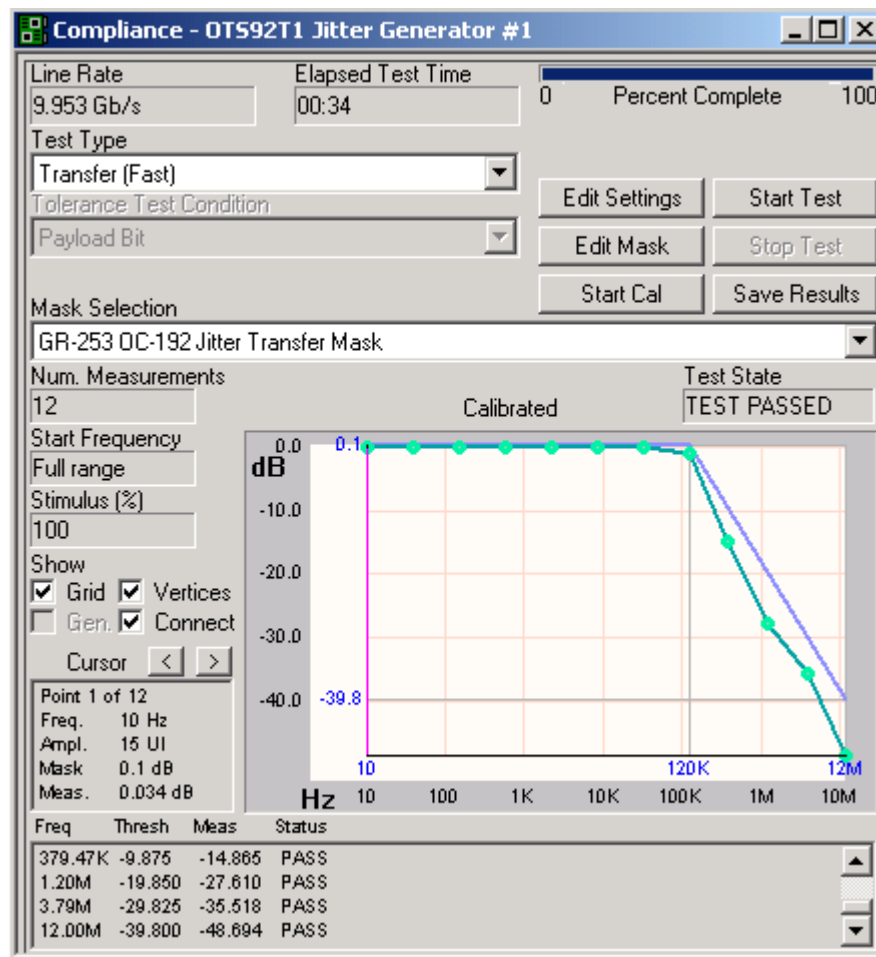 Compliance - OTS92T1 Jitter Generator #1
Line Rate
Elapsed Test Time
9.953 Gb/s
00:34
0 Percent Complete 100
Test Type
Transfer (Fast)
Tolerance Test Condition
Payload Bit
Edit Settings
Start Test
Edit Mask
Stop Test
Start Cal
Save Results
Mask Selection
GR-253 OC-192 Jitter Transfer Mask
Num. Measurements
12
Calibrated
Test State
TEST PASSED
Start Frequency
Full range
Stimulus (%)
100
Show
Grid Vertices
Gen. Connect
Cursor < >
Point 1 of 12
Freq. 10 Hz
Ampl. 15 UI
Mask 0.1 dB
Meas. 0.034 dB
0.0 0.1
dB
-10.0
-20.0
-30.0
-40.0 -39.8
10 120K 12M
Hz 10 100 1K 10K 100K 1M 10M
Freq Thresh Meas Status
379.47K -9.875 -14.865 PASS
1.20M -19.850 -27.610 PASS
3.79M -29.825 -35.518 PASS
12.00M -39.800 -48.694 PASS